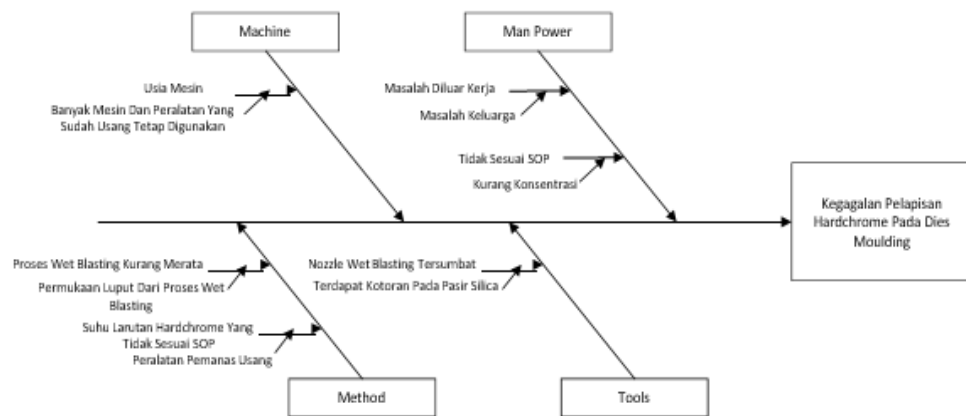 Machine
Man Power
Usia Mesin
Banyak Mesin Dan Peralatan Yang
Sudah Usang Tetap Digunakan
Masalah Diluar Kerja
Masalah Keluarga
Tidak Sesuai SOP
Kurang Konsentrasi
Kegagalan Pelapisan
Hardchrome Pada Dies
Moulding
Proses Wet Blasting Kurang Merata
Permukaan Luput Dari Proses Wet
Blasting
Suhu Larutan Hardchrome Yang
Tidak Sesuai SOP
Peralatan Pemanas Usang
Nozzle Wet Blasting Tersumbat
Terdapat Kotoran Pada Pasir Silica
Method
Tools